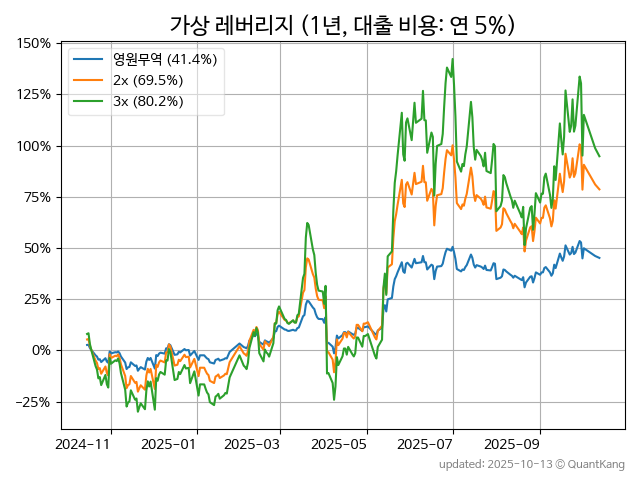 가상 레버리지 (1년, 대출 비용: 연 5%)
영원무역 (41.4%)
2x (69.5%)
3x (80.2%)
150%
125%
100%
75%
50%
25%
0%
−25%
2024-11
2025-01
2025-03
2025-05
2025-07
2025-09
updated: 2025-10-13 © QuantKang